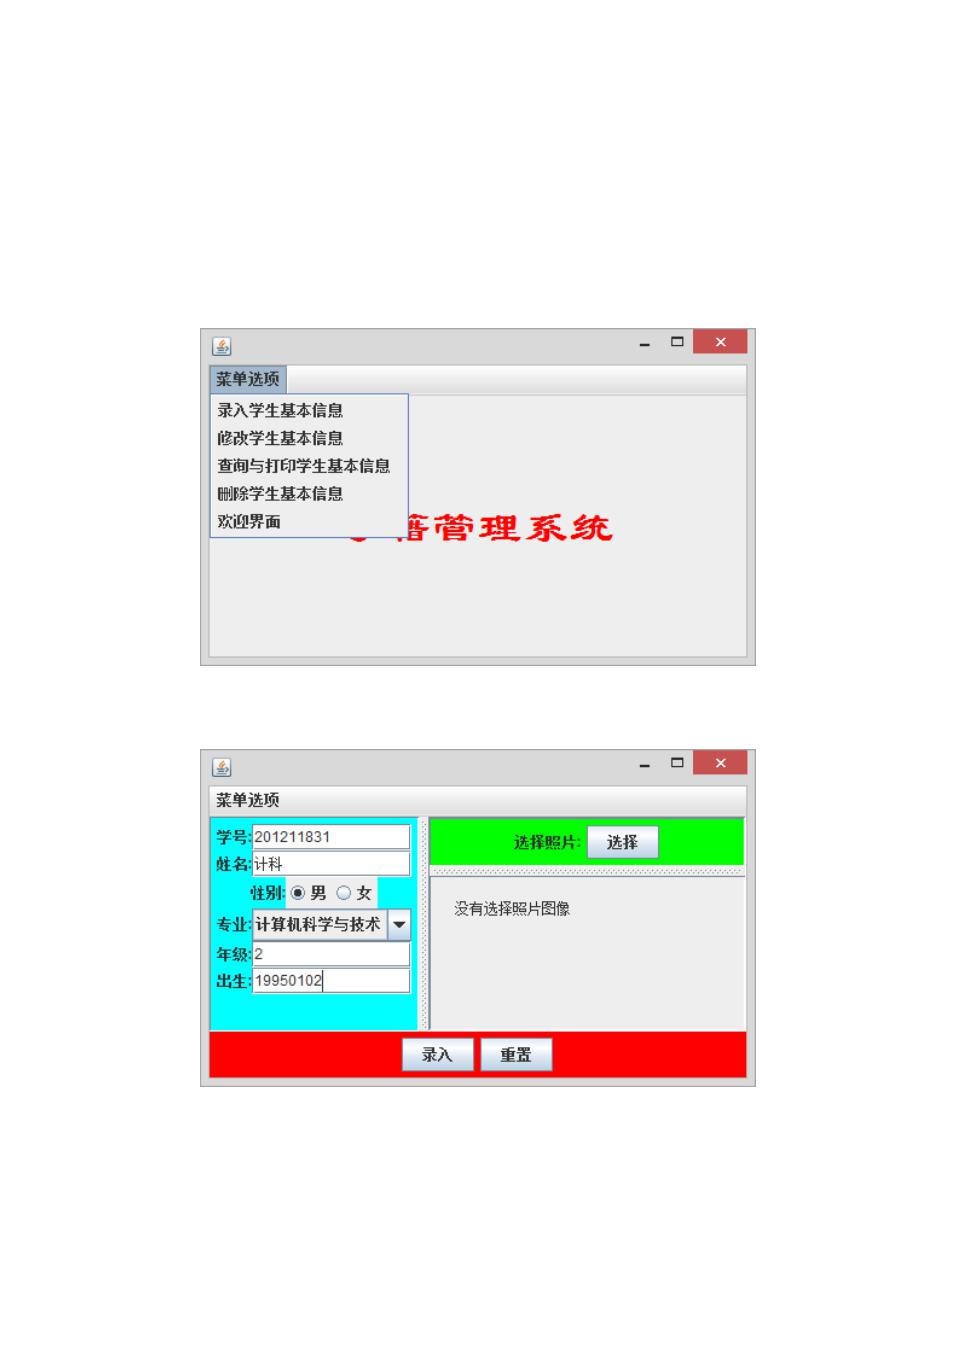 菜单选项
录入学生基本信息
修改学生基本信息
查询与打印学生基本信息
删除学生基本信息
欢迎界面
籍管理系统
菜单选项
学号:201211831
姓名:计科
性别: 男 女
专业:计算机科学与技术
年级:2
出生:19950102
选择照片: 选择
没有选择照片图像
录入 重置